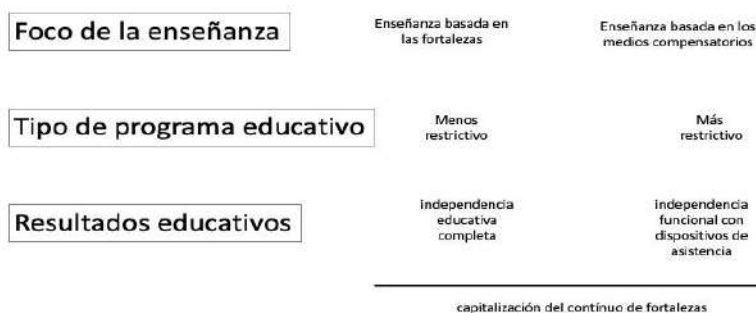 Foco de la enseñanza
Enseñanza basada en
las fortalezas
Enseñanza basada en los
medios compensatorios
Tipo de programa educativo
Menos
restrictivo
Más
restrictivo
Resultados educativos
independencia
educativa
completa
independencia
funcional con
dispositivos de
asistencia
capitalización del contínuo de fortalezas